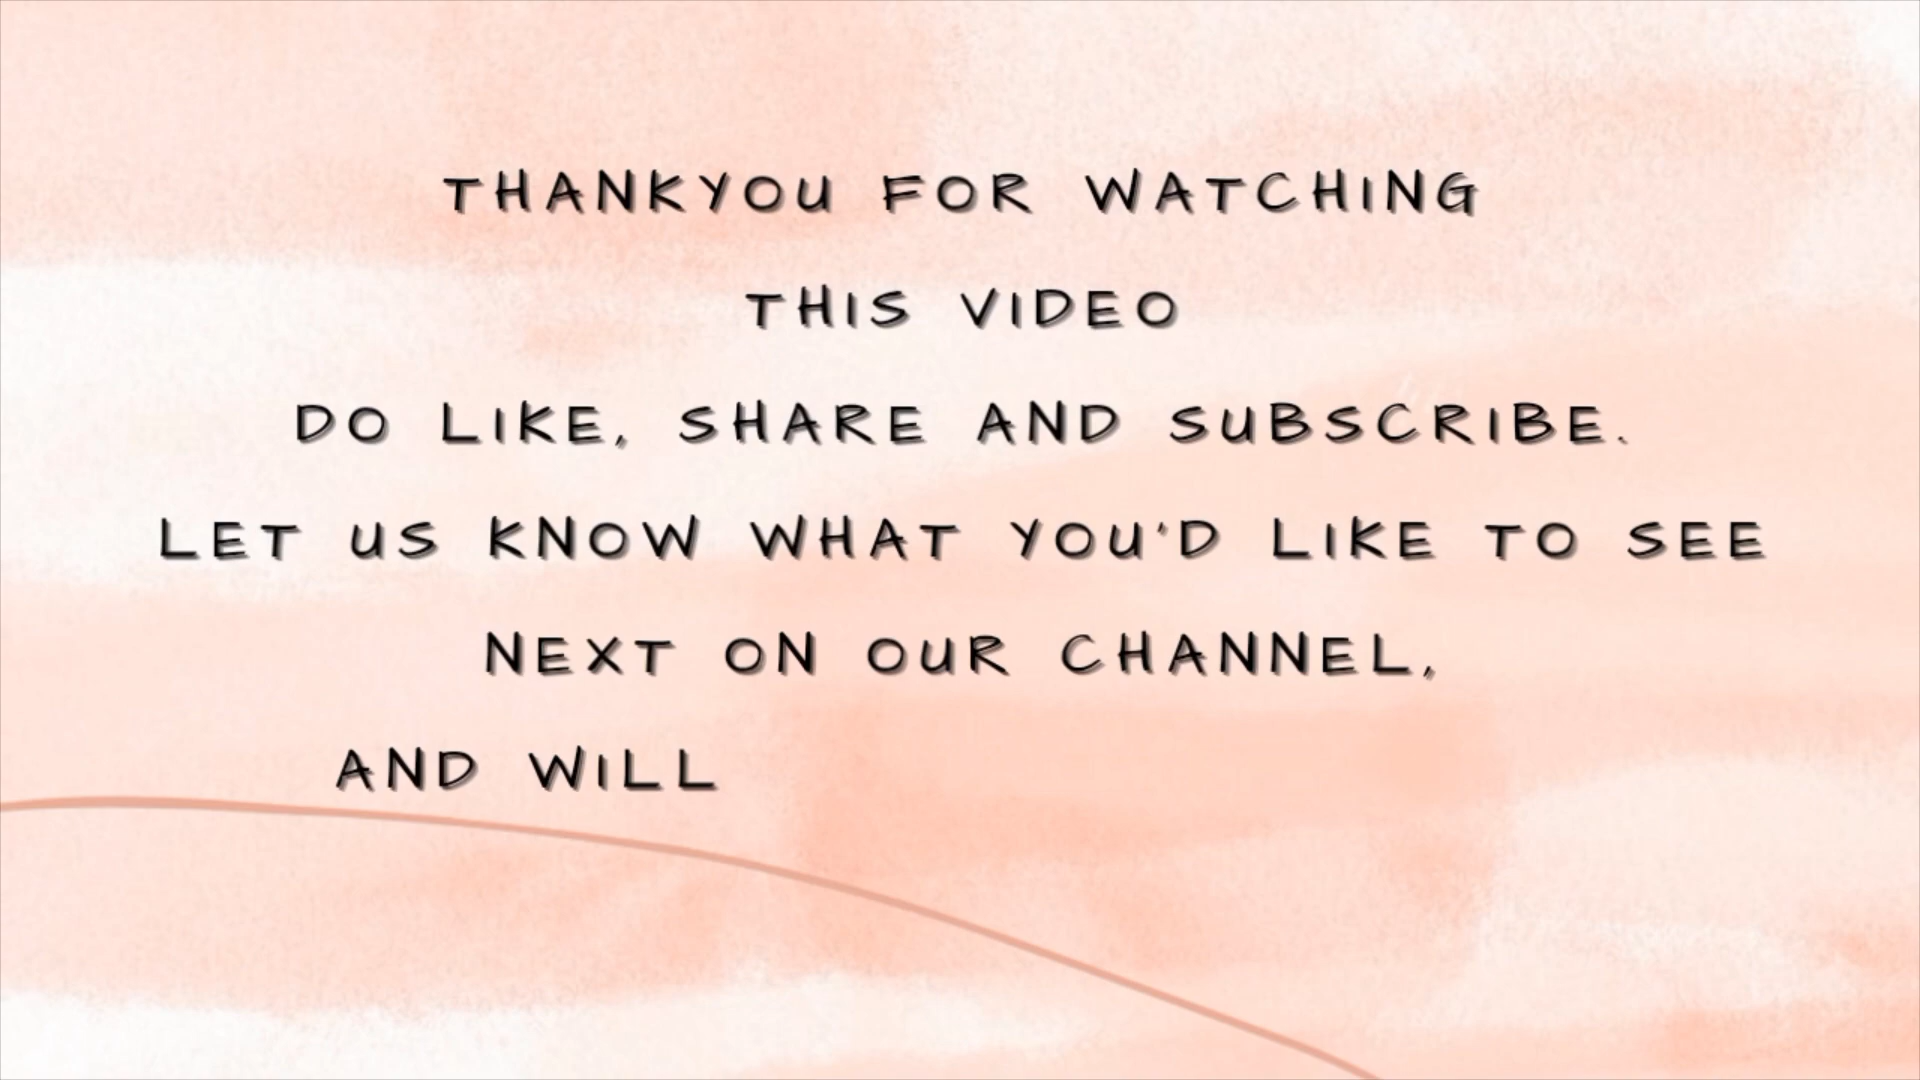 THANKYOU FOR WATCHING
THIS VIDEO
DO LIKE, SHARE AND SUBSCRIBE.
LET US KNOW WHAT YOU'D LIKE TO SEE
NEXT ON OUR CHANNEL,
AND WILL